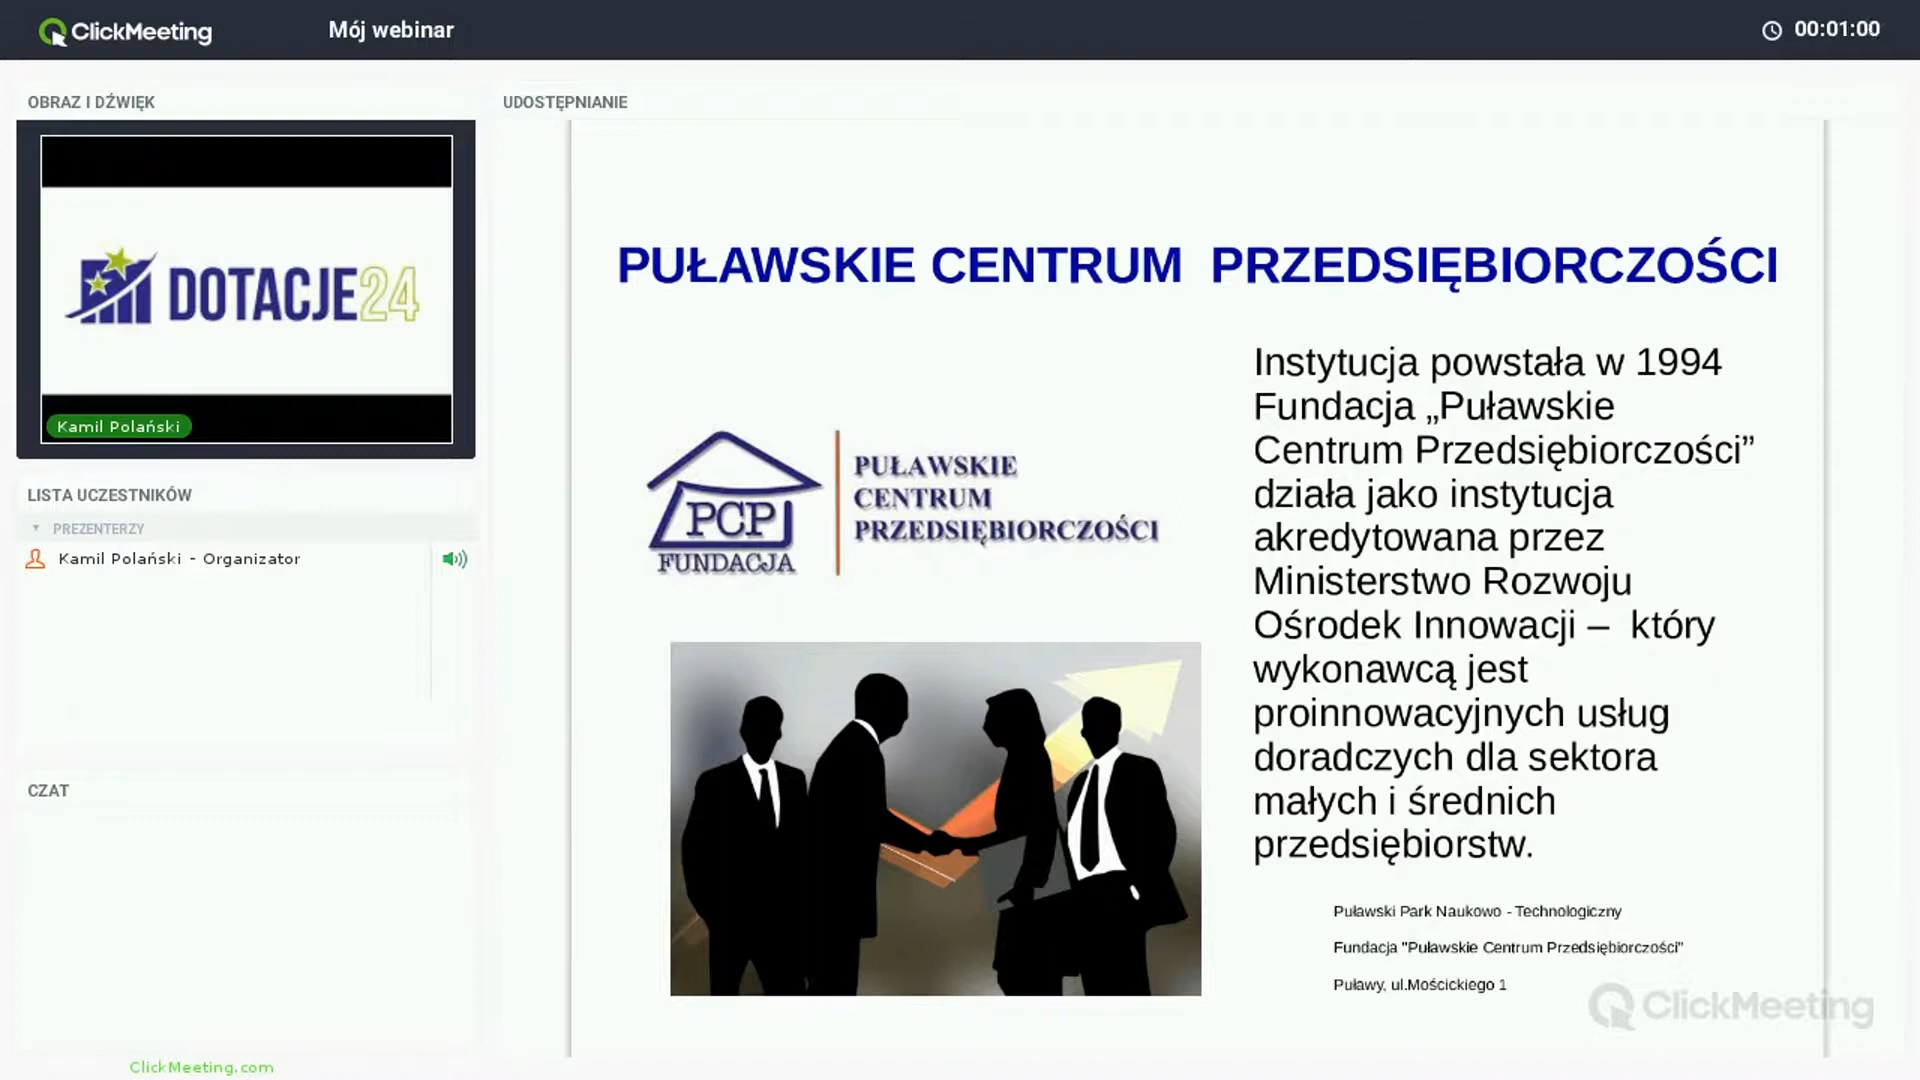 ClickMeeting
Mój webinar
00:01:00
OBRAZ I DŹWIĘK
DOTACJE24
Kamil Polański
LISTA UCZESTNIKÓW
PREZENTERZY
Kamil Polański - Organizator
CZAT
ClickMeeting.com
UDOSTĘPNIANIE
PUŁAWSKIE CENTRUM PRZEDSIĘBIORCZOŚCI
PCP
FUNDACJA
PUŁAWSKIE
CENTRUM
PRZEDSIĘBIORCZOŚCI
Instytucja powstała w 1994
Fundacja „Puławskie
Centrum Przedsiębiorczości”
działa jako instytucja
akredytowana przez
Ministerstwo Rozwoju
Ośrodek Innowacji – który
wykonawcą jest
proinnowacyjnych usług
doradczych dla sektora
małych i średnich
przedsiębiorstw.
Puławski Park Naukowo - Technologiczny
Fundacja "Puławskie Centrum Przedsiębiorczości"
Puławy, ul.Mościckiego 1
ClickMeeting